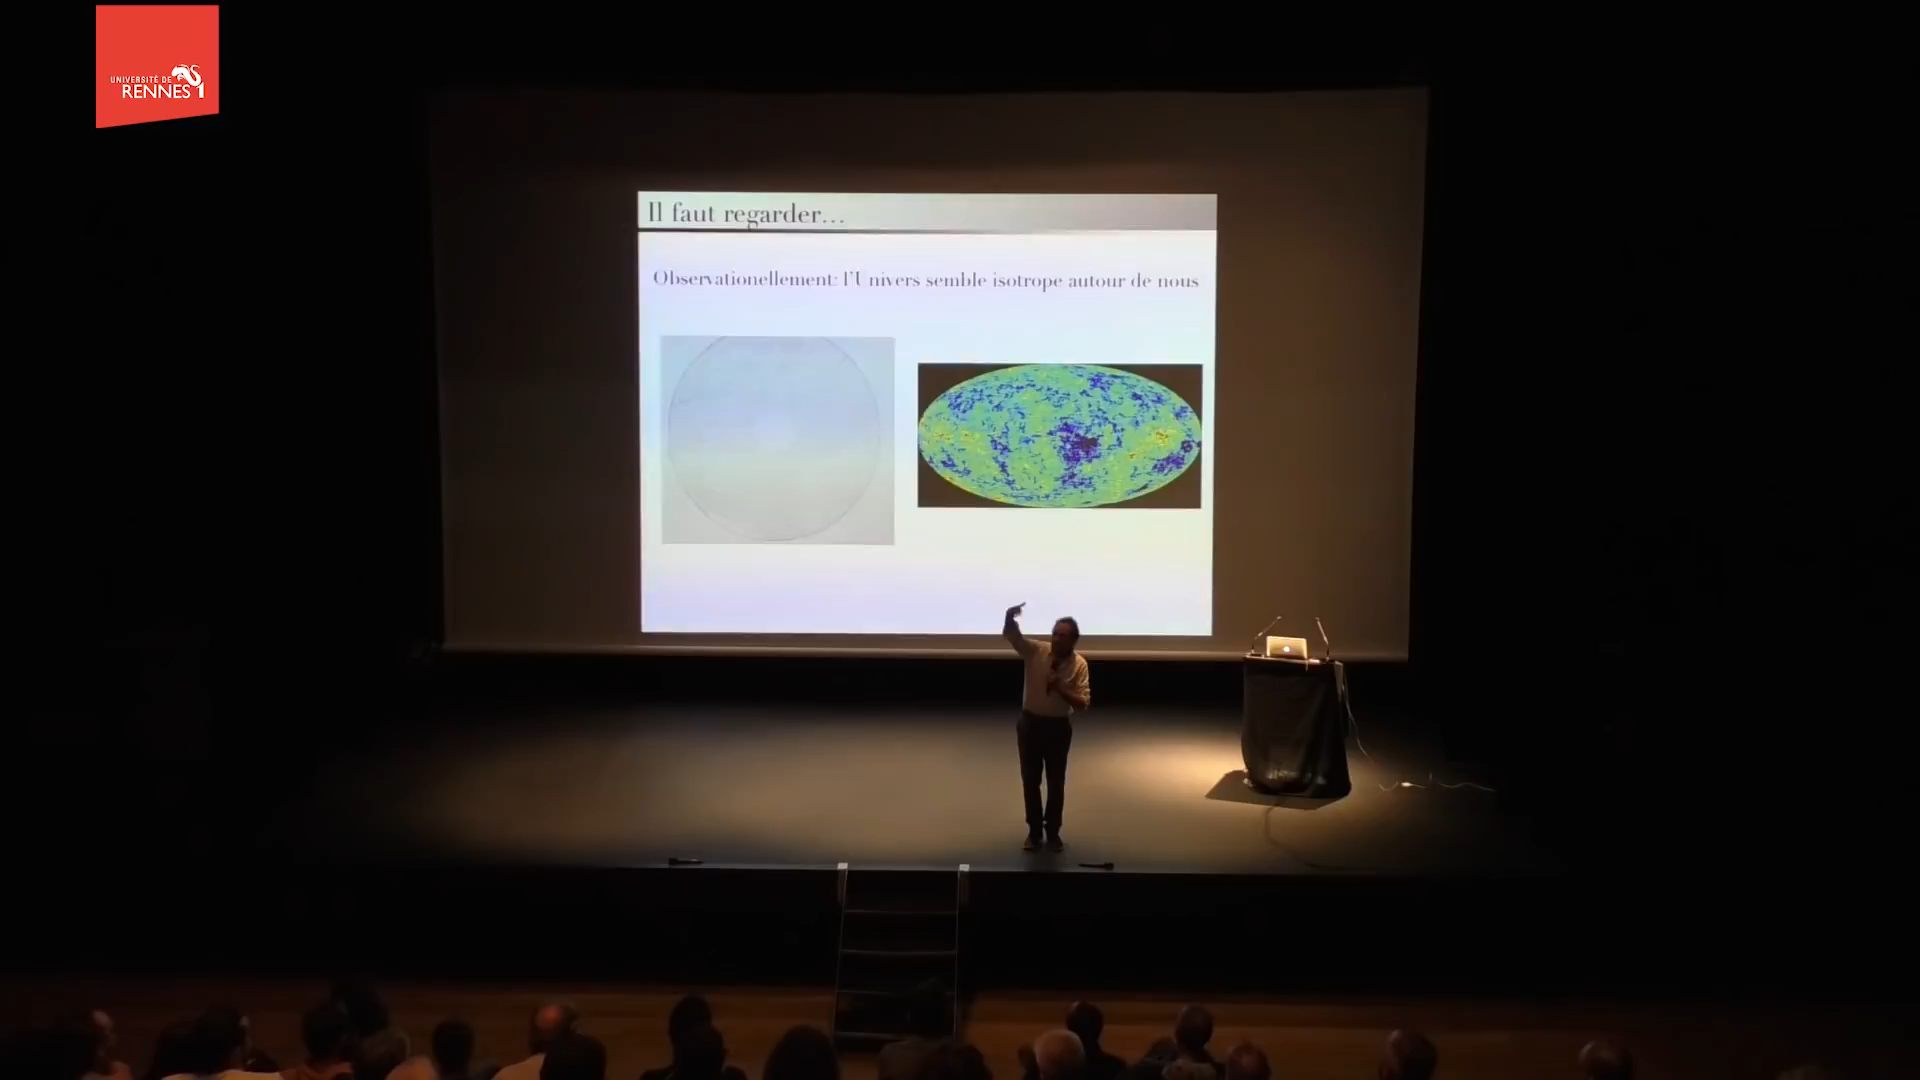 UNIVERSITÉ DE
RENNES 1
Il faut regarder...
Observationellement: l'Univers semble isotrope autour de nous